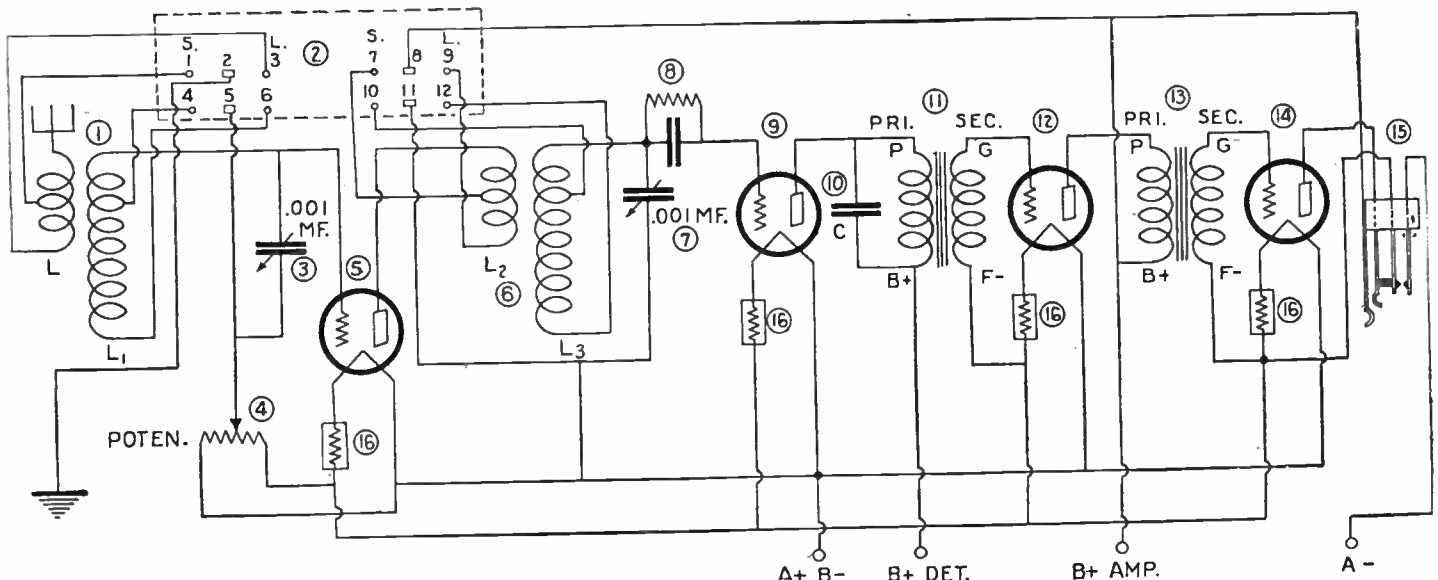 S. L. ② S. L.
1 2 3 7 8 9
4 5 6 10 11 12
⑧
① ⑨ PRI. ⑪ SEC. ⑫ PRI. ⑬ SEC. ⑭ ⑮
P G P G
.001 MF. ③
⑤
.001 MF. ⑦
⑩
C
L L₁
L₂ ⑥
L₃
B+ F- B+ F-
⑯ ⑯ ⑯ ⑯
④
POTEN.
A+ B- B+ DET. B+ AMP. A-